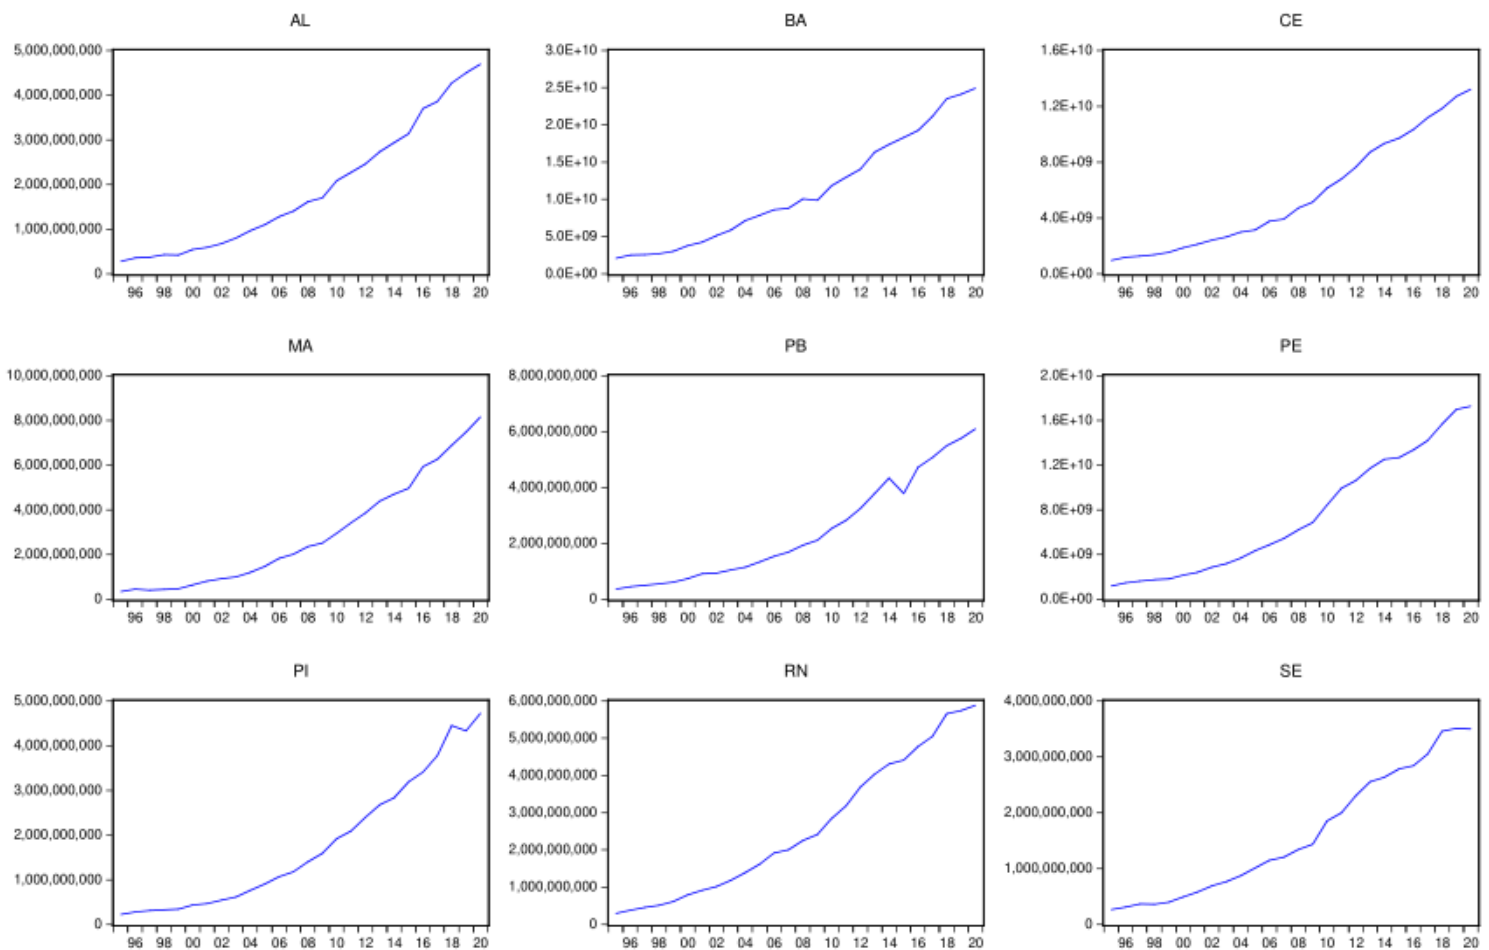 AL
5,000,000,000
4,000,000,000
3,000,000,000
2,000,000,000
1,000,000,000
0
96 98 00 02 04 06 08 10 12 14 16 18 20
BA
3.0E+10
2.5E+10
2.0E+10
1.5E+10
1.0E+10
5.0E+09
0.0E+00
96 98 00 02 04 06 08 10 12 14 16 18 20
CE
1.6E+10
1.2E+10
8.0E+09
4.0E+09
0.0E+00
96 98 00 02 04 06 08 10 12 14 16 18 20
MA
10,000,000,000
8,000,000,000
6,000,000,000
4,000,000,000
2,000,000,000
0
96 98 00 02 04 06 08 10 12 14 16 18 20
PB
8,000,000,000
6,000,000,000
4,000,000,000
2,000,000,000
0
96 98 00 02 04 06 08 10 12 14 16 18 20
PE
2.0E+10
1.6E+10
1.2E+10
8.0E+09
4.0E+09
0.0E+00
96 98 00 02 04 06 08 10 12 14 16 18 20
PI
5,000,000,000
4,000,000,000
3,000,000,000
2,000,000,000
1,000,000,000
0
96 98 00 02 04 06 08 10 12 14 16 18 20
RN
6,000,000,000
5,000,000,000
4,000,000,000
3,000,000,000
2,000,000,000
1,000,000,000
0
96 98 00 02 04 06 08 10 12 14 16 18 20
SE
4,000,000,000
3,000,000,000
2,000,000,000
1,000,000,000
0
96 98 00 02 04 06 08 10 12 14 16 18 20